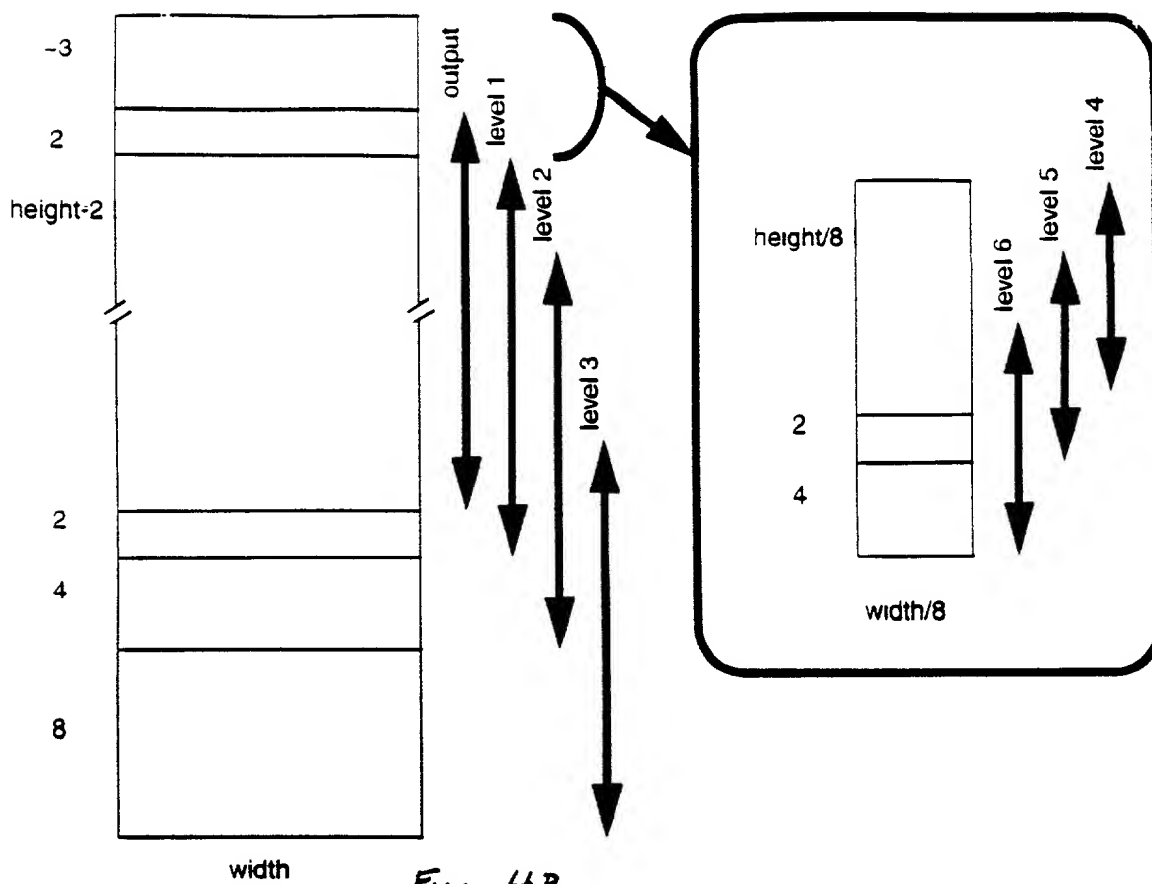 ~3
2
height-2
2
4
8
width
output
level 1
level 2
level 3
height/8
2
4
width/8
level 6
level 5
level 4